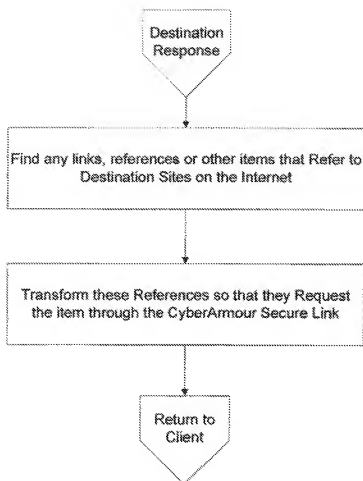 Destination
Response
Find any links, references or other items that Refer to
Destination Sites on the Internet
Transform these References so that they Request
the item through the CyberArmour Secure Link
Return to
Client